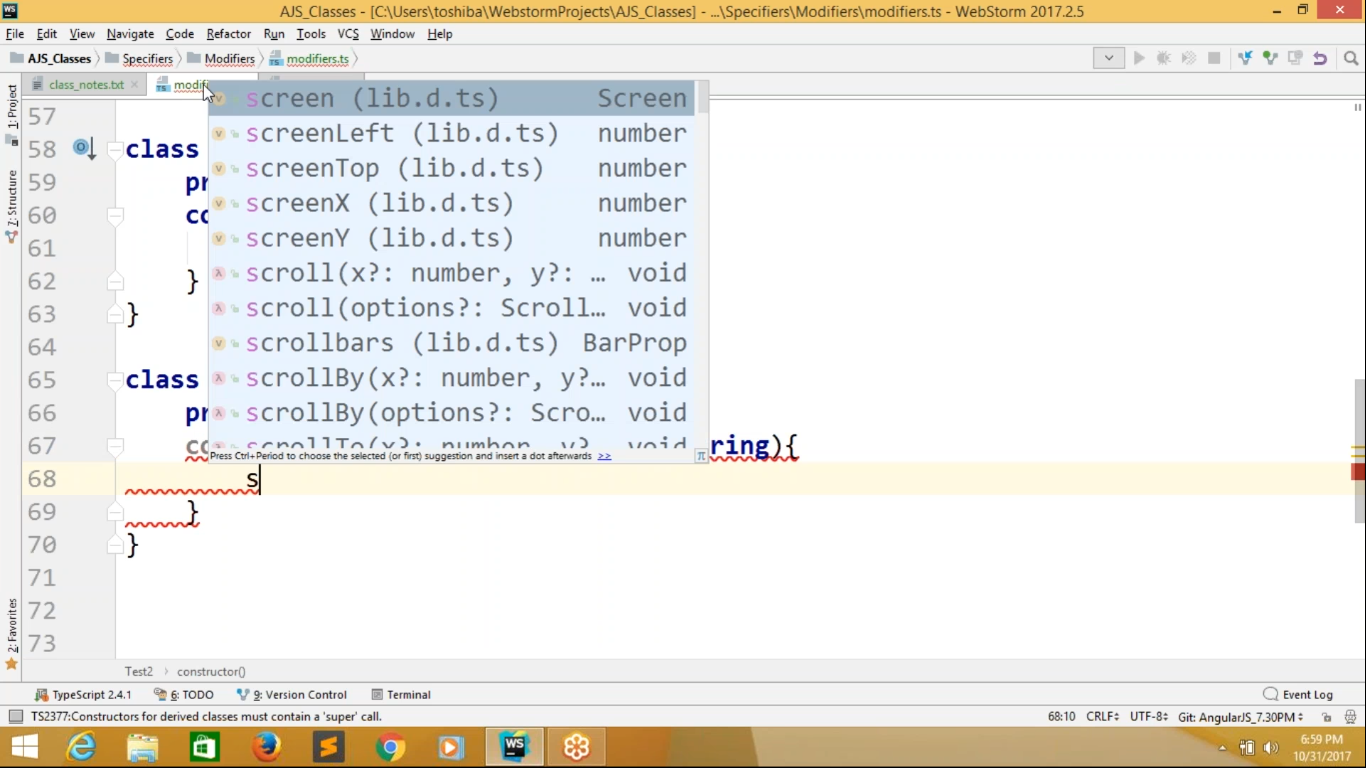 AJS_Classes - [C:\Users\toshiba\WebstormProjects\AJS_Classes] - ...\Specifiers\Modifiers\modifiers.ts - WebStorm 2017.2.5
File Edit View Navigate Code Refactor Run Tools VCS Window Help
AJS_Classes Specifiers Modifiers modifiers.ts
class_notes.txt modifi
1: Project
7: Structure
2: Favorites
screen (lib.d.ts) Screen
57
screenLeft (lib.d.ts) number
58 class
screenTop (lib.d.ts) number
59 pr
screenX (lib.d.ts) number
60 co
screenY (lib.d.ts) number
61
scroll(x?: number, y?: … void
62 }
scroll(options?: Scroll… void
63 }
scrollbars (lib.d.ts) BarProp
64
scrollBy(x?: number, y?… void
65 class
scrollBy(options?: Scro… void
66 pr
scrollTo(x?: number, y? void
67 co ring){
Press Ctrl+Period to choose the selected (or first) suggestion and insert a dot afterwards >> π
68 s
69 }
70 }
71
72
73
Test2 constructor()
TypeScript 2.4.1 6: TODO 9: Version Control Terminal Event Log
TS2377:Constructors for derived classes must contain a 'super' call. 68:10 CRLF UTF-8 Git: AngularJS_7.30PM
6:59 PM
10/31/2017